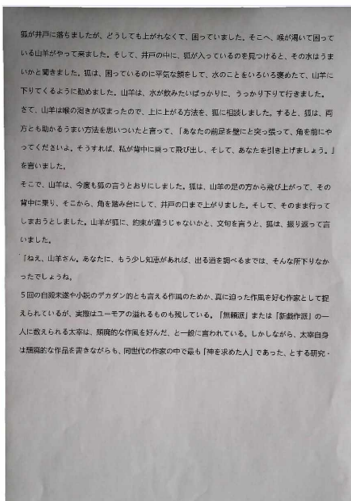 狐が井戸に落ちましたが、どうしても上がれなくて、困っていました。そこへ、喉が渇いて困って
いる山羊がやって来ました。そして、井戸の中に、狐が入っているのを見つけると、その水はうま
いかと聞きました。狐は、困っているのに平気な顔をして、水のことをいろいろ褒めたて、山羊に
下りてくるように勧めました。山羊は、水が飲みたいばっかりに、うっかり下りて行きました。
さて、山羊は喉の渇きが収まったので、上に上がる方法を、狐に相談しました。すると、狐は、両
方とも助かるうまい方法を思いついたと言って、「あなたの前足を壁にと突っ張って、角を前にや
ってくださいよ。そうすれば、私が背中に乗って飛び出し、そして、あなたを引き上げましょう。」
を言いました。
そこで、山羊は、今度も狐の言うとおりにしました。狐は、山羊の足の方から飛び上がって、その
背中に乗り、そこから、角を踏み台にして、井戸の口まで上がりました。そして、そのまま行って
しまおうとしました。山羊が狐に、約束が違うじゃないかと、文句を言うと、狐は、振り返って言
いました。
「ねえ、山羊さん。あなたに、もう少し知恵があれば、出る道を調べるまでは、そんな所下りなか
ったでしょうね。
５回の自殺未遂や小説のデカダン的とも言える作風のためか、真に迫った作風を好む作家として捉
えられているが、実際はユーモアの溢れるものも残している。「無頼派」または「新戯作派」の一
人に数えられる太宰は、頽廃的な作風を好んだ、と一般に言われている。しかしながら、太宰自身
は頽廃的な作品を書きながらも、同世代の作家の中で最も「神を求めた人」であった、とする研究・